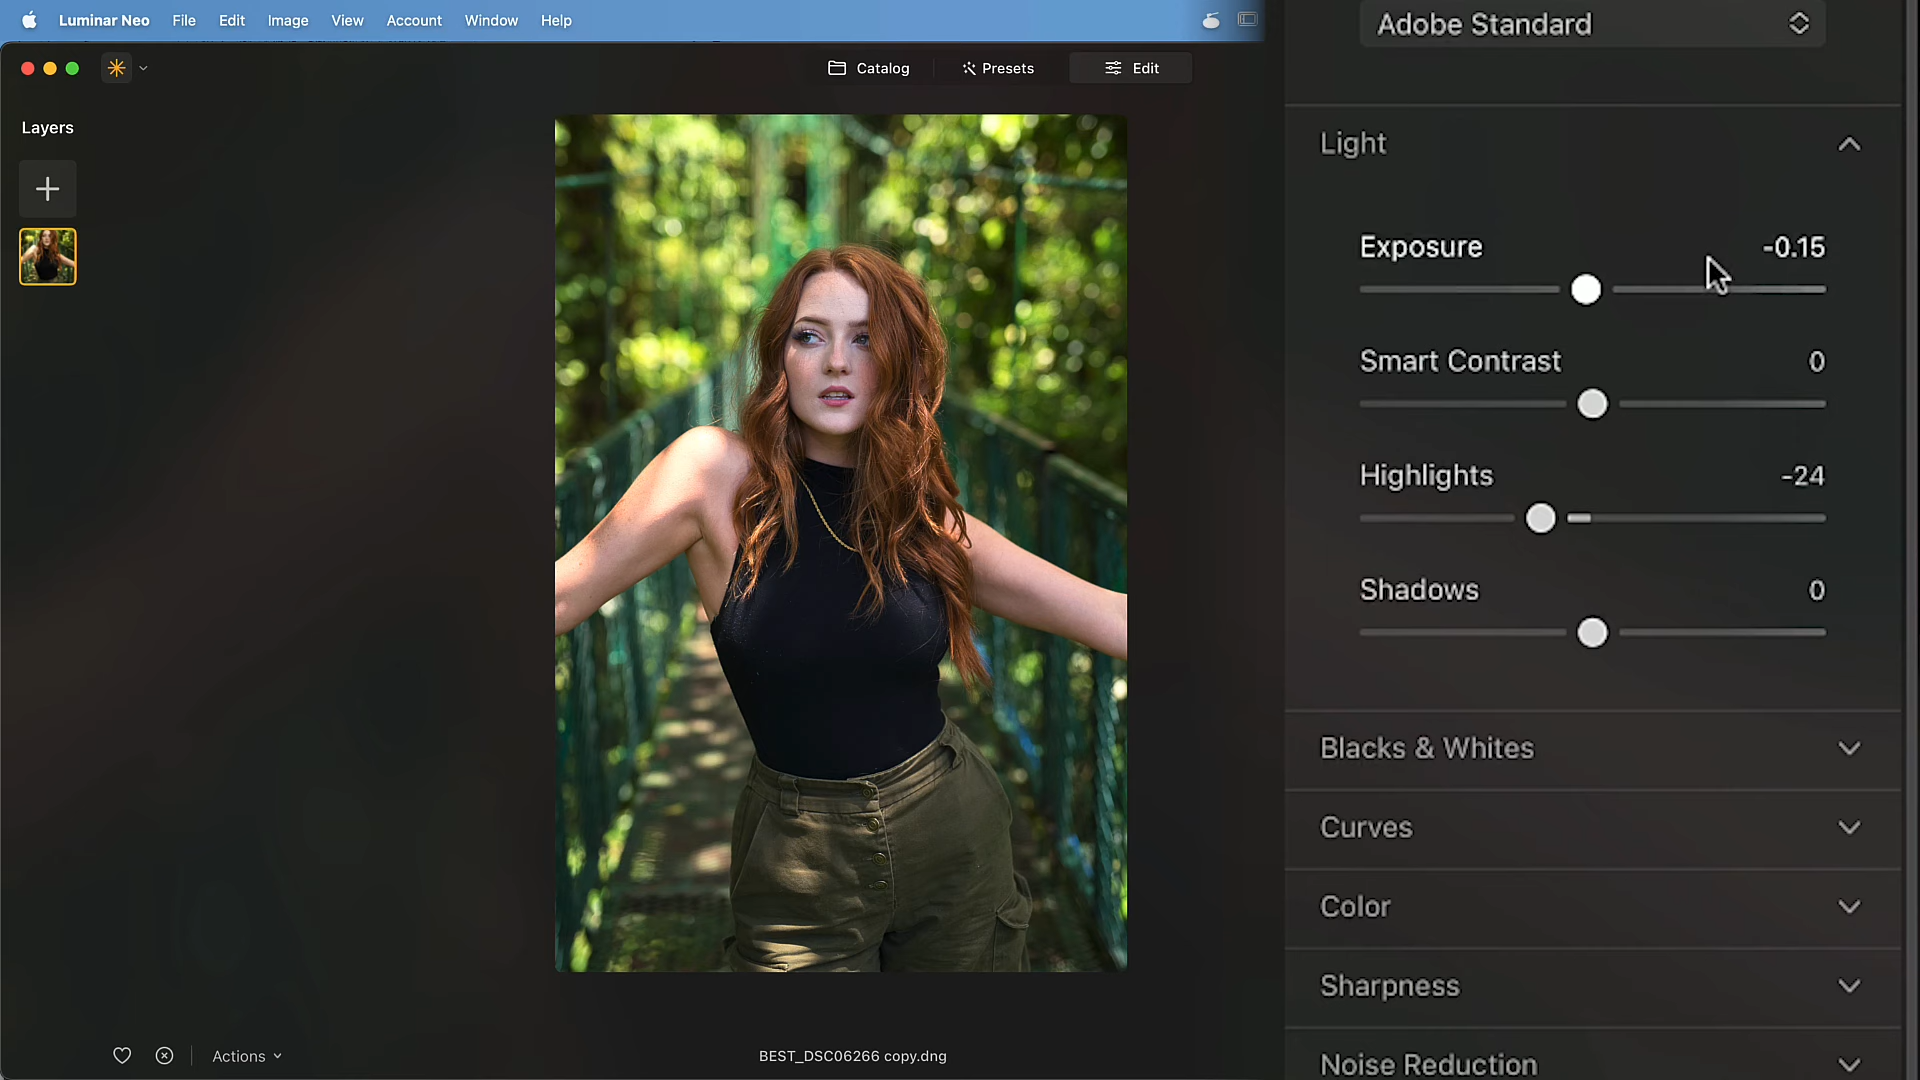 Luminar Neo File Edit Image View Account Window Help
Catalog Presets Edit
Layers
BEST_DSC06266 copy.dng
Actions
Adobe Standard
Light
Exposure -0.15
Smart Contrast 0
Highlights -24
Shadows 0
Blacks & Whites
Curves
Color
Sharpness
Noise Reduction